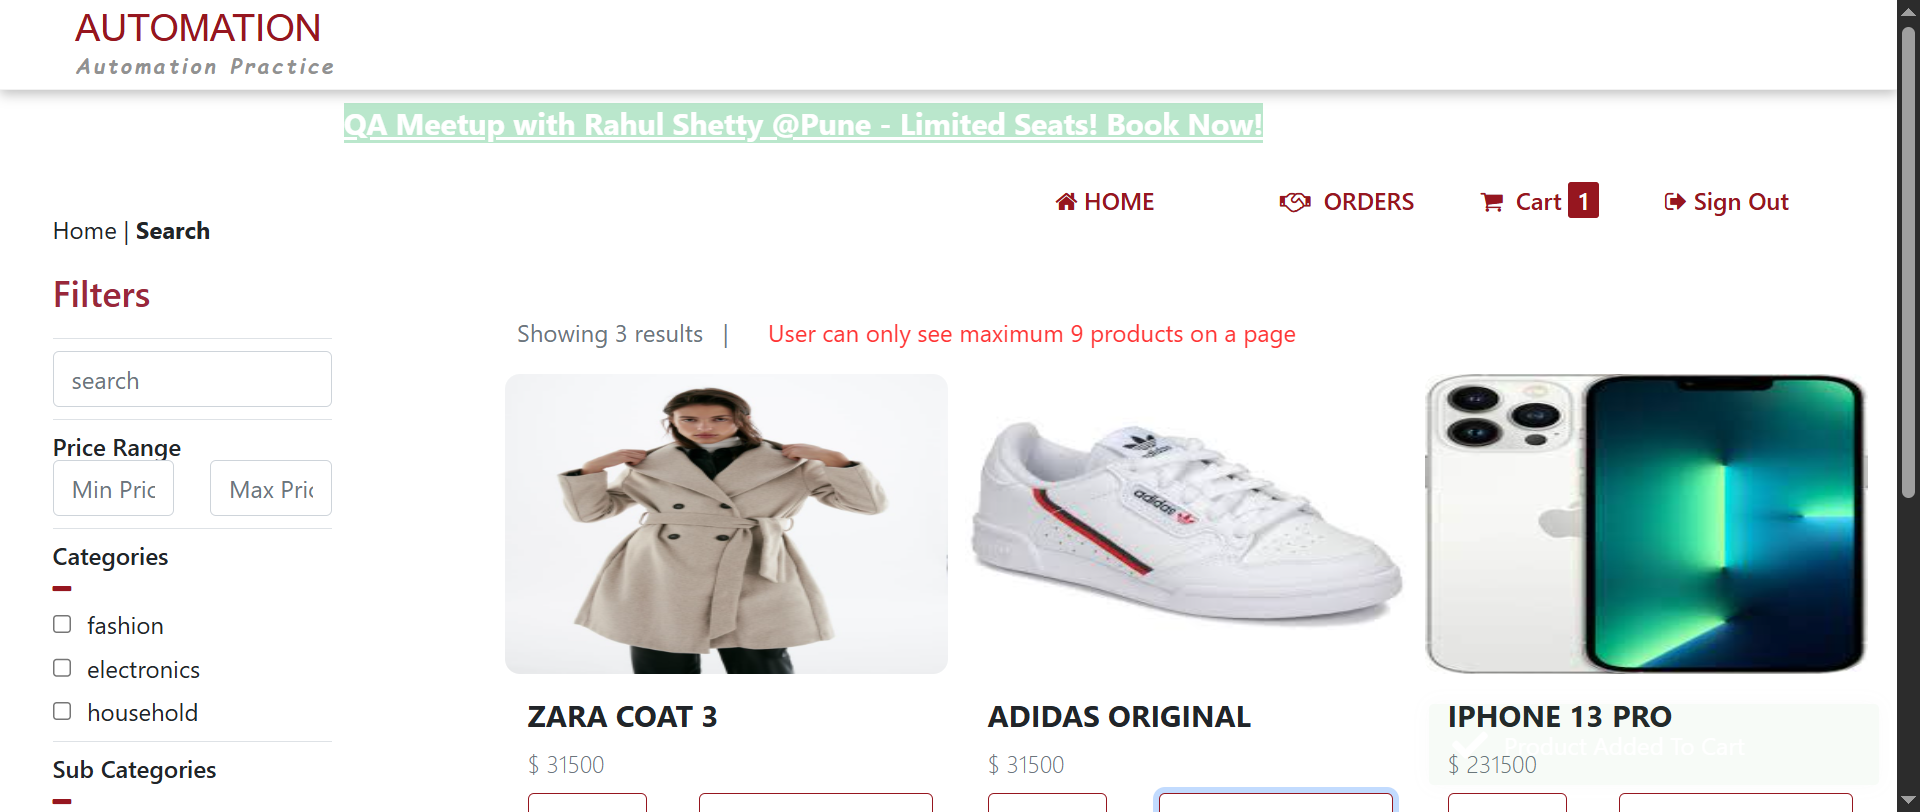 AUTOMATION
Automation Practice
QA Meetup with Rahul Shetty @Pune - Limited Seats! Book Now!
HOME
ORDERS
Cart 1
Sign Out
Home | Search
Filters
Showing 3 results |
User can only see maximum 9 products on a page
search
Price Range
Min Pric
Max Pric
Categories
fashion
electronics
household
Sub Categories
adidas
adidas
ZARA COAT 3
$ 31500
ADIDAS ORIGINAL
$ 31500
IPHONE 13 PRO
Product Added To Cart
$ 231500